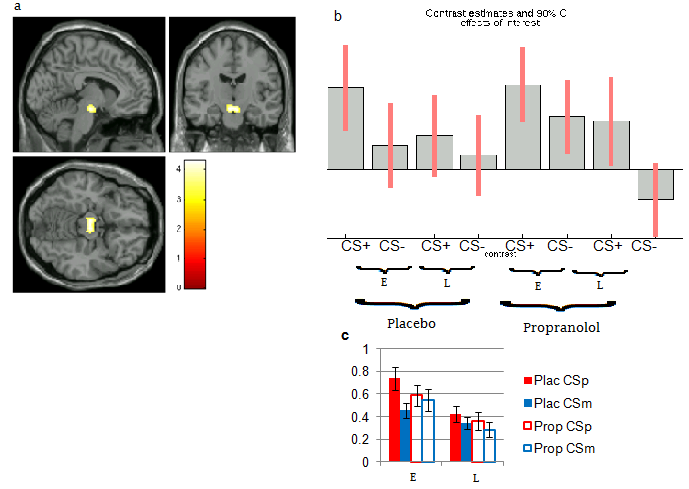 a
4
3
2
1
0
b
Contrast estimates and 90% C
effects of interest
CS+ CS- CS+ CS- CS+ CS- CS+ CS-
contrast
E L E L
Placebo Propranolol
c
1
0.8
0.6
0.4
0.2
0
E L
Plac CSp
Plac CSm
Prop CSp
Prop CSm